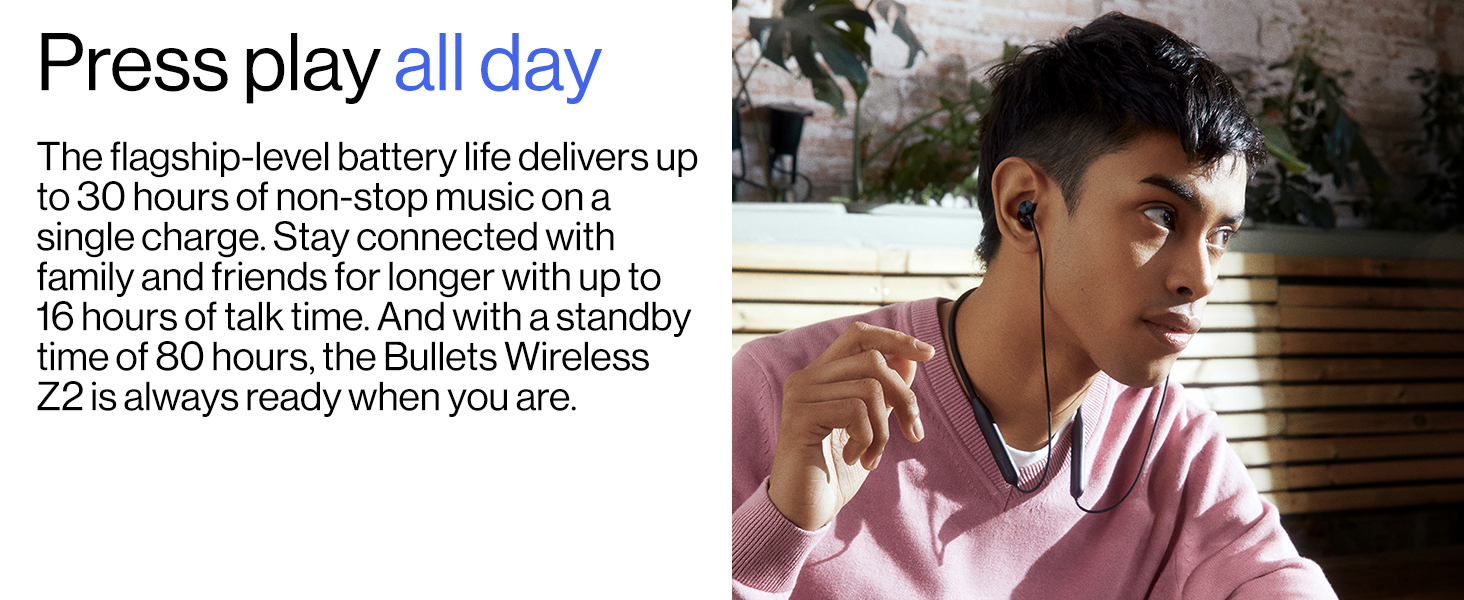 Press play all day
The flagship-level battery life delivers up
to 30 hours of non-stop music on a
single charge. Stay connected with
family and friends for longer with up to
16 hours of talk time. And with a standby
time of 80 hours, the Bullets Wireless
Z2 is always ready when you are.